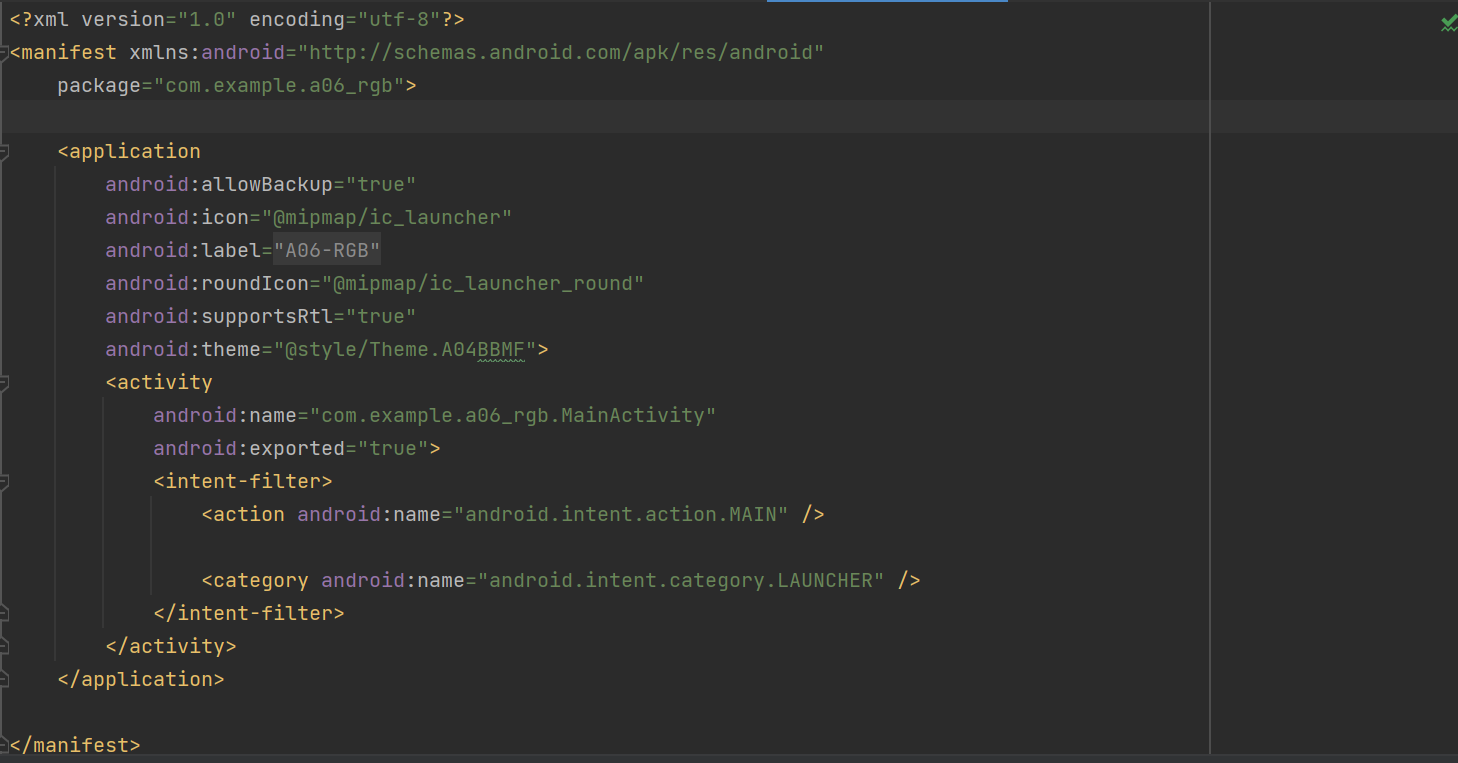 <?xml version="1.0" encoding="utf-8"?>
<manifest xmlns:android="http://schemas.android.com/apk/res/android"
    package="com.example.a06_rgb">

    <application
        android:allowBackup="true"
        android:icon="@mipmap/ic_launcher"
        android:label="A06-RGB"
        android:roundIcon="@mipmap/ic_launcher_round"
        android:supportsRtl="true"
        android:theme="@style/Theme.A04BBMF">
        <activity
            android:name="com.example.a06_rgb.MainActivity"
            android:exported="true">
            <intent-filter>
                <action android:name="android.intent.action.MAIN" />

                <category android:name="android.intent.category.LAUNCHER" />
            </intent-filter>
        </activity>
    </application>

</manifest>